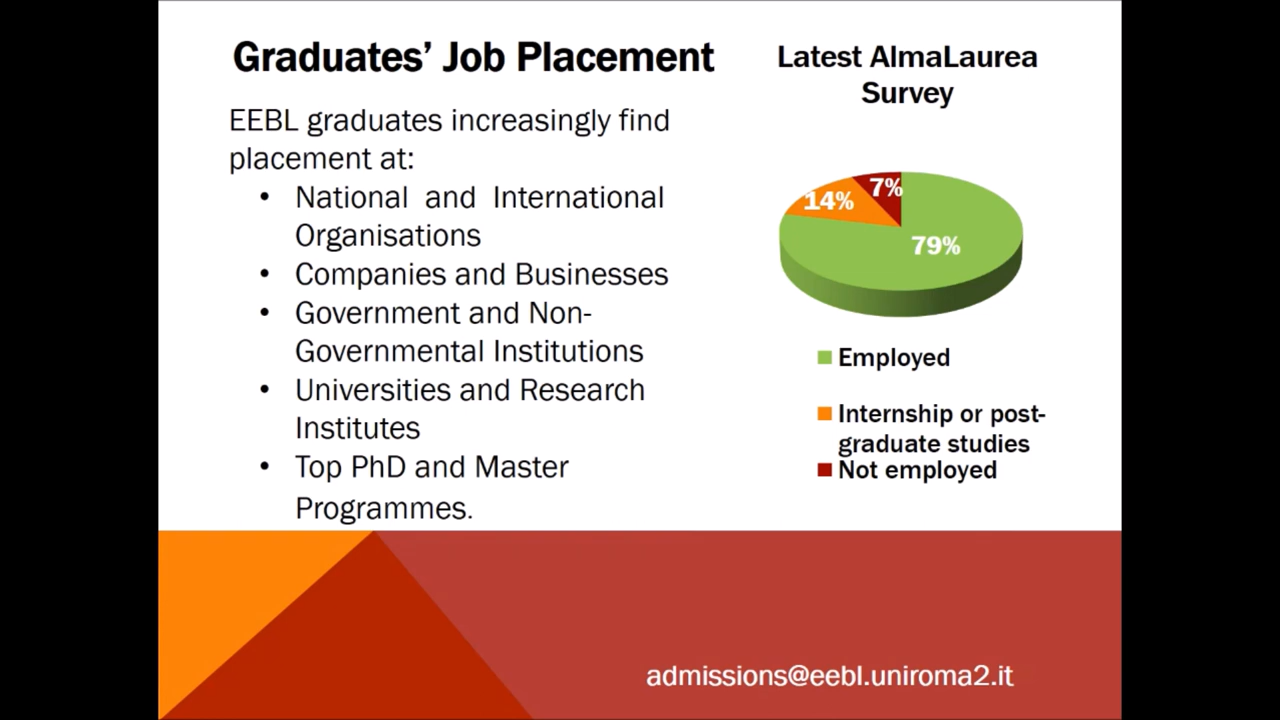 Graduates’ Job Placement
EEBL graduates increasingly find
placement at:
• National and International
Organisations
• Companies and Businesses
• Government and Non-
Governmental Institutions
• Universities and Research
Institutes
• Top PhD and Master
Programmes.
Latest AlmaLaurea
Survey
7%
14%
79%
Employed
Internship or post-
graduate studies
Not employed
admissions@eebl.uniroma2.it